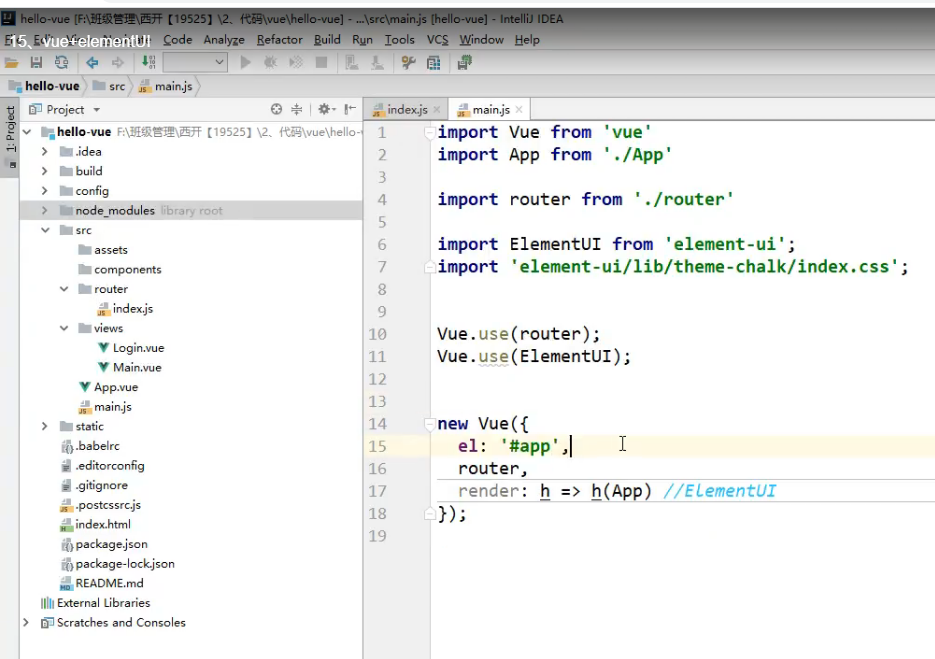 hello-vue [F:\班级管理\西开【19525】\2、代码\vue\hello-vue] - ...\src\main.js [hello-vue] - IntelliJ IDEA
15、vue+elementUI
Code Analyze Refactor Build Run Tools VCS Window Help
hello-vue src main.js
Project
index.js
main.js
1: Project
hello-vue F:\班级管理\西开【19525】\2、代码\vue\hello-
.idea
build
config
node_modules library root
src
assets
components
router
index.js
views
Login.vue
Main.vue
App.vue
main.js
static
.babelrc
.editorconfig
.gitignore
.postcssrc.js
index.html
package.json
package-lock.json
README.md
External Libraries
Scratches and Consoles
1 import Vue from 'vue'
2 import App from './App'
3
4 import router from './router'
5
6 import ElementUI from 'element-ui';
7 import 'element-ui/lib/theme-chalk/index.css';
8
9
10 Vue.use(router);
11 Vue.use(ElementUI);
12
13
14 new Vue({
15 el: '#app',
16 router,
17 render: h => h(App) //ElementUI
18 });
19